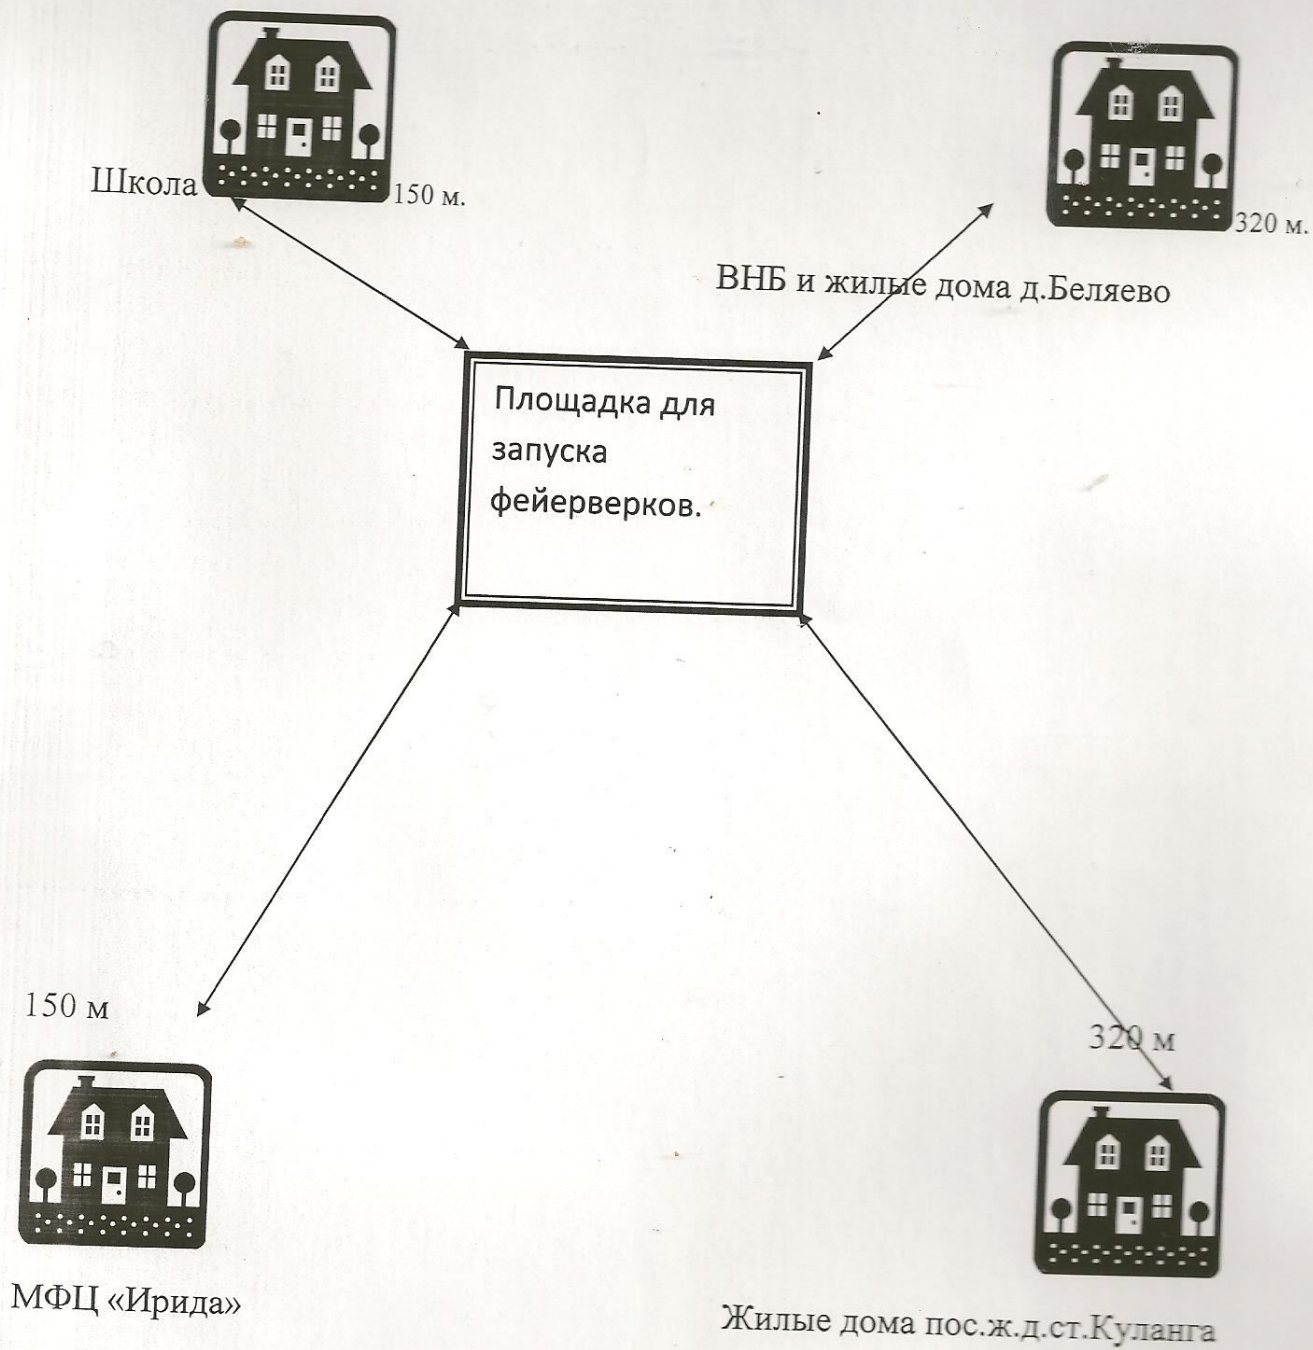 Школа
150 м.
320 м.
ВНБ и жилые дома д.Беляево
Площадка для
запуска
фейерверков.
150 м
320 м
МФЦ «Ирида»
Жилые дома пос.ж.д.ст.Куланга